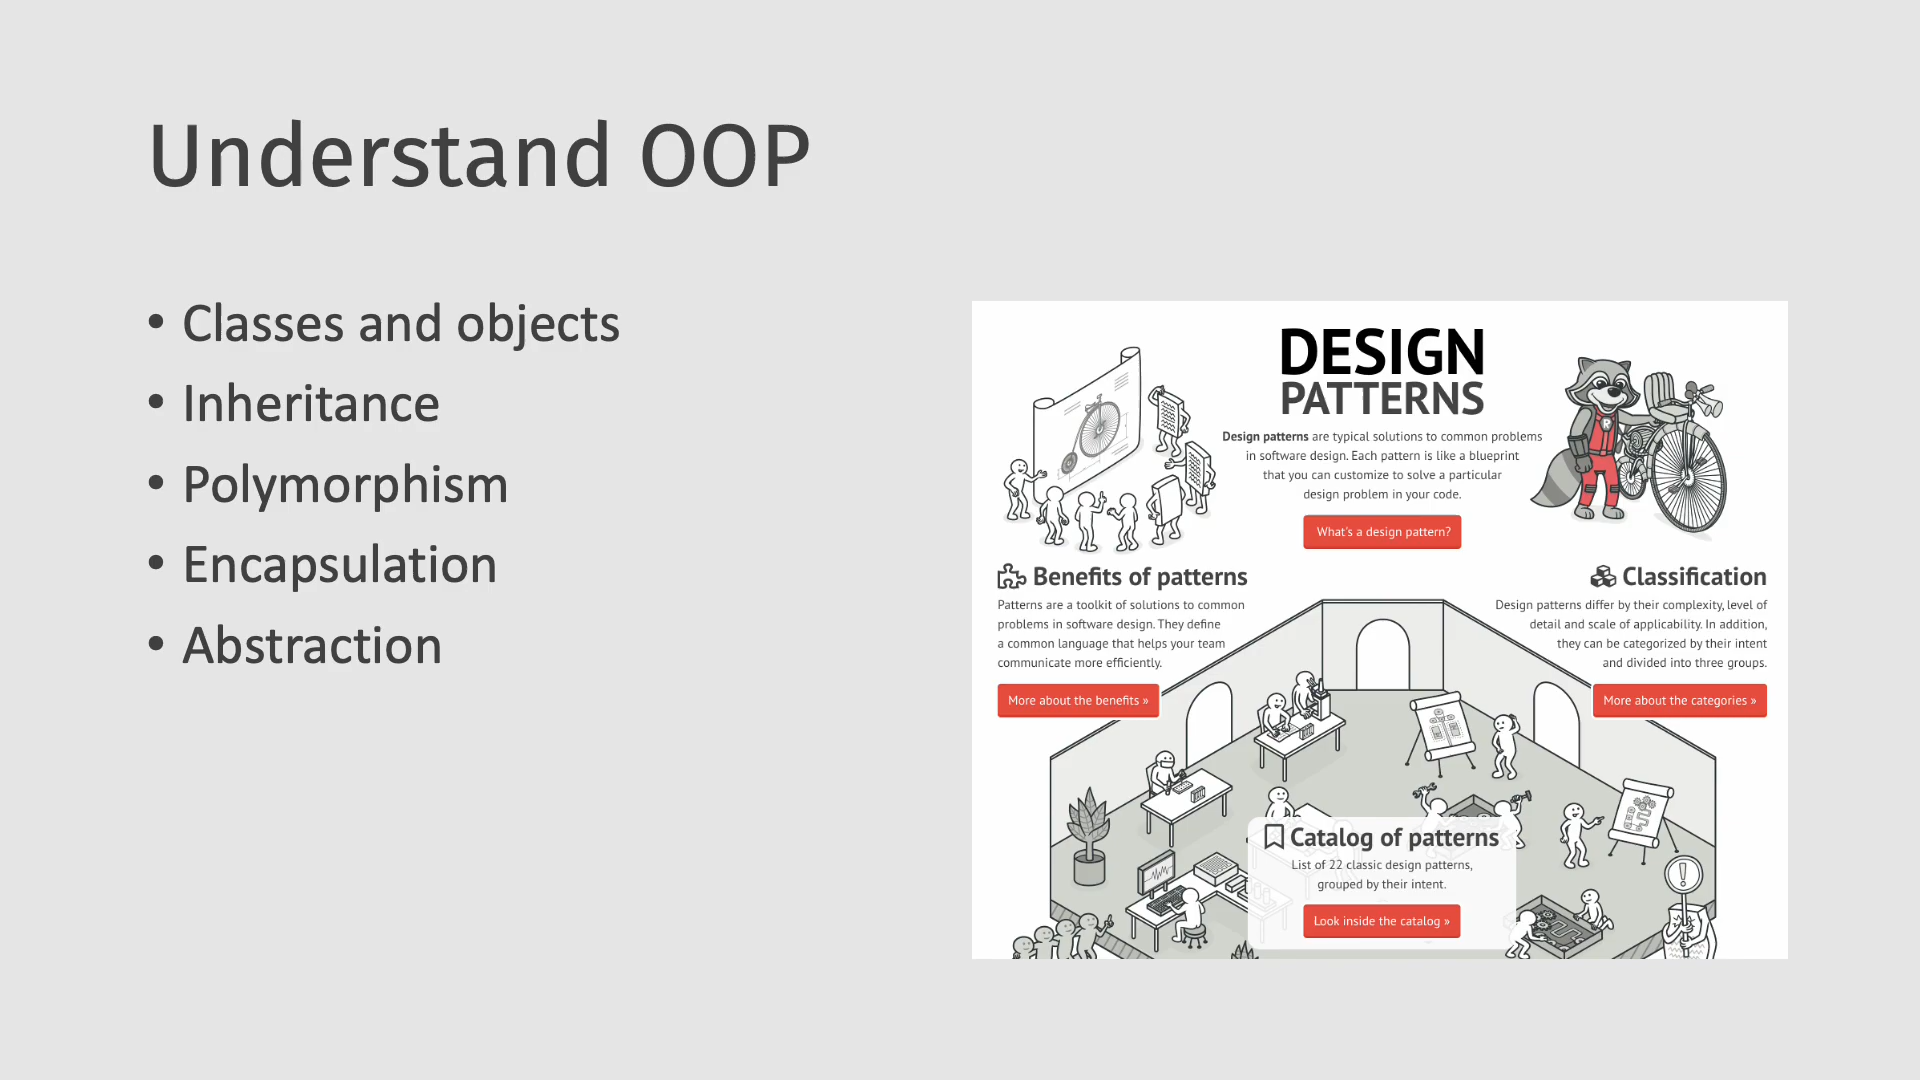 Understand OOP
• Classes and objects
• Inheritance
• Polymorphism
• Encapsulation
• Abstraction
DESIGN
PATTERNS
Design patterns are typical solutions to common problems
in software design. Each pattern is like a blueprint
that you can customize to solve a particular
design problem in your code.
What's a design pattern?
R
Benefits of patterns
Patterns are a toolkit of solutions to common
problems in software design. They define
a common language that helps your team
communicate more efficiently.
More about the benefits »
Classification
Design patterns differ by their complexity, level of
detail and scale of applicability. In addition,
they can be categorized by their intent
and divided into three groups.
More about the categories »
Catalog of patterns
List of 22 classic design patterns,
grouped by their intent.
Look inside the catalog »
!